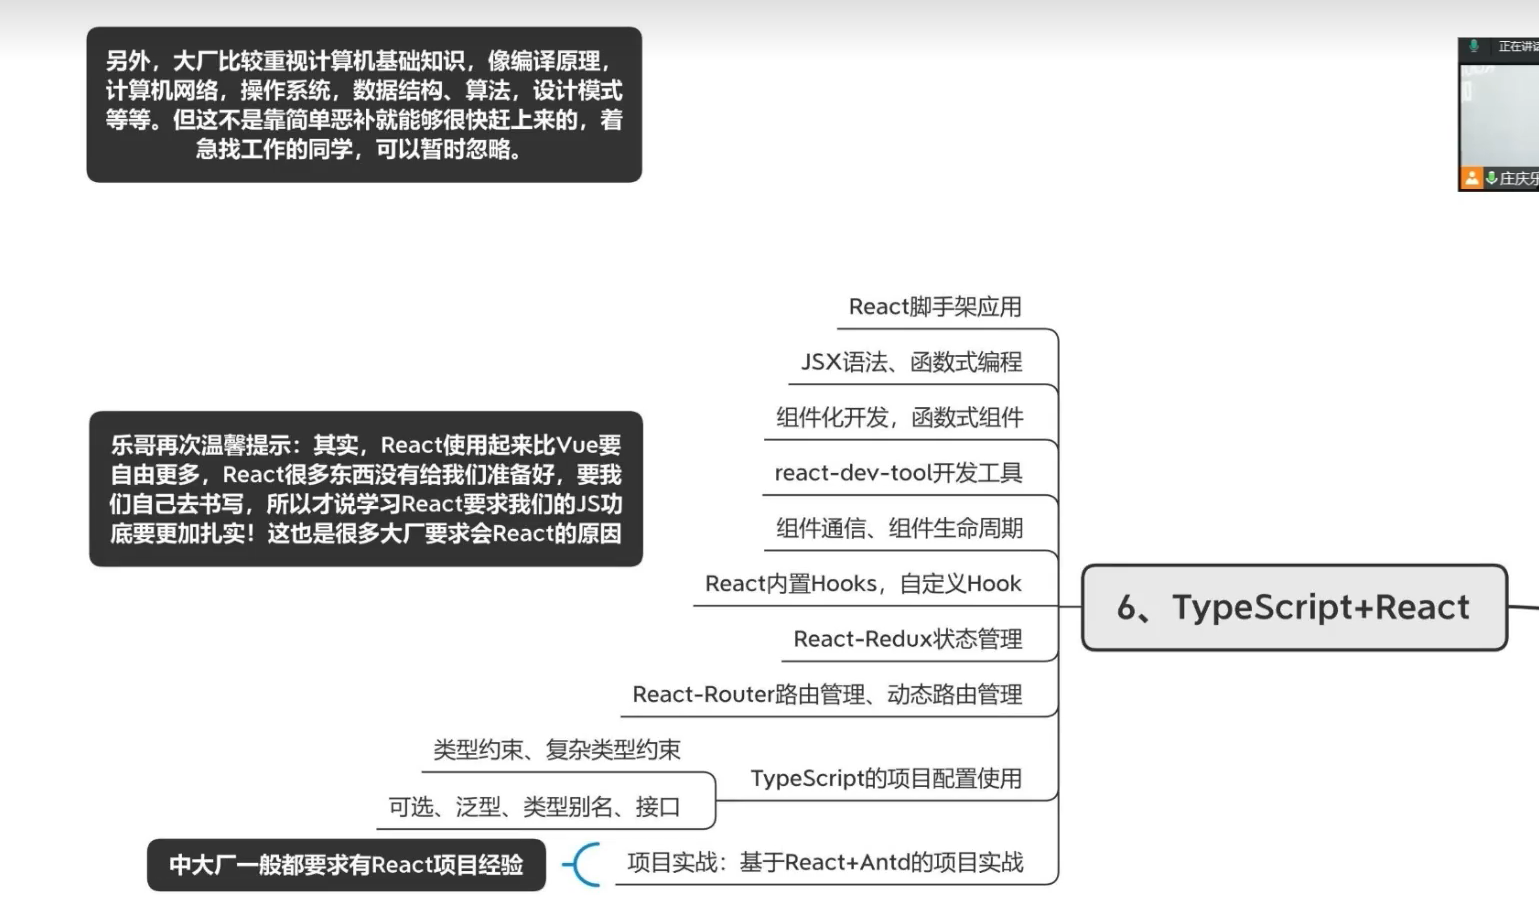 另外，大厂比较重视计算机基础知识，像编译原理，
计算机网络，操作系统，数据结构、算法，设计模式
等等。但这不是靠简单恶补就能够很快赶上来的，着
急找工作的同学，可以暂时忽略。
正在讲话
庄庆乐
React脚手架应用
JSX语法、函数式编程
组件化开发，函数式组件
react-dev-tool开发工具
组件通信、组件生命周期
React内置Hooks，自定义Hook
React-Redux状态管理
React-Router路由管理、动态路由管理
类型约束、复杂类型约束
可选、泛型、类型别名、接口
TypeScript的项目配置使用
项目实战：基于React+Antd的项目实战
中大厂一般都要求有React项目经验
6、TypeScript+React
乐哥再次温馨提示：其实，React使用起来比Vue要
自由更多，React很多东西没有给我们准备好，要我
们自己去书写，所以才说学习React要求我们的JS功
底要更加扎实！这也是很多大厂要求会React的原因